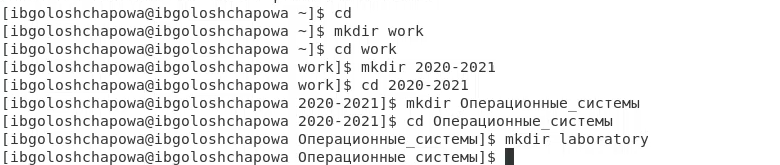 [ibgoloshchapowa@ibgoloshchapowa ~]$ cd
[ibgoloshchapowa@ibgoloshchapowa ~]$ mkdir work
[ibgoloshchapowa@ibgoloshchapowa ~]$ cd work
[ibgoloshchapowa@ibgoloshchapowa work]$ mkdir 2020-2021
[ibgoloshchapowa@ibgoloshchapowa work]$ cd 2020-2021
[ibgoloshchapowa@ibgoloshchapowa 2020-2021]$ mkdir Операционные_системы
[ibgoloshchapowa@ibgoloshchapowa 2020-2021]$ cd Операционные_системы
[ibgoloshchapowa@ibgoloshchapowa Операционные_системы]$ mkdir laboratory
[ibgoloshchapowa@ibgoloshchapowa Операционные_системы]$